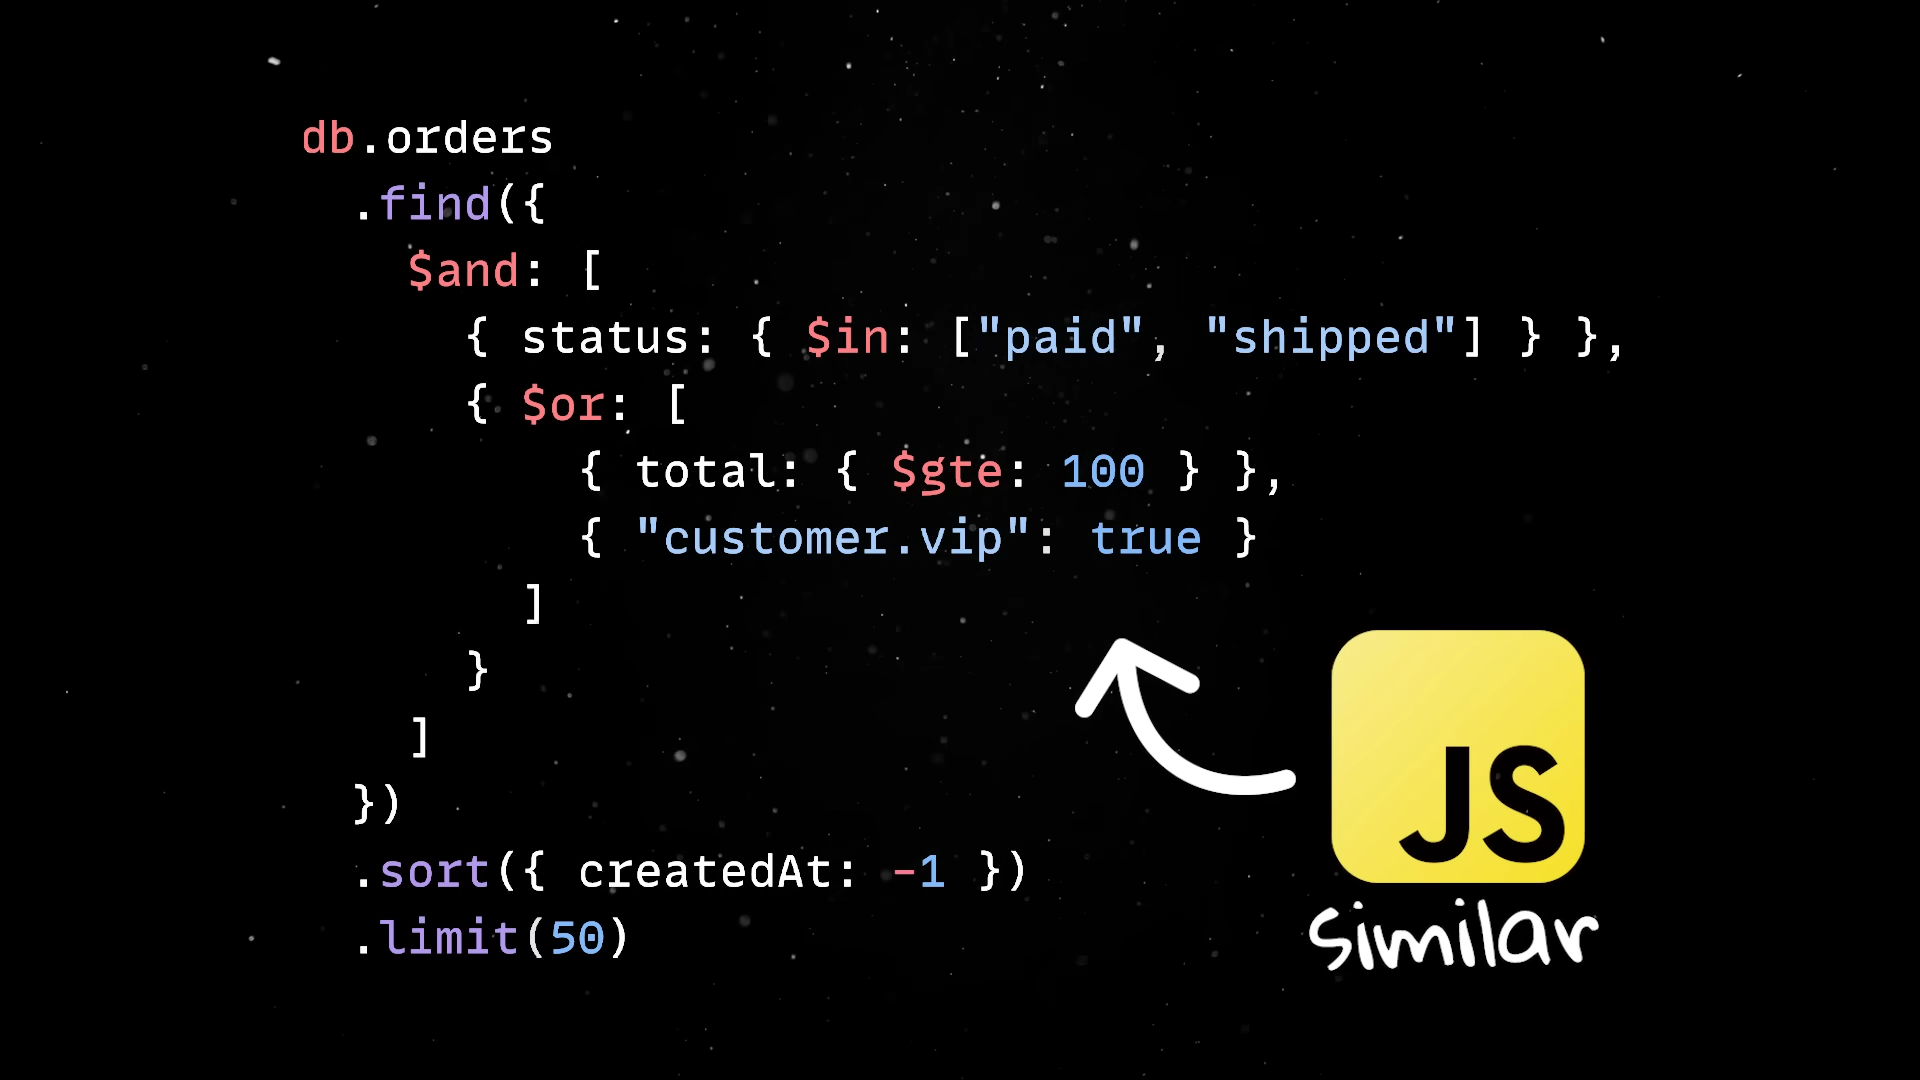 db.orders
.find({
$and: [
{ status: { $in: ["paid", "shipped"] } },
{ $or: [
{ total: { $gte: 100 } },
{ "customer.vip": true }
]
}
]
})
.sort({ createdAt: -1 })
.limit(50)
JS
similar